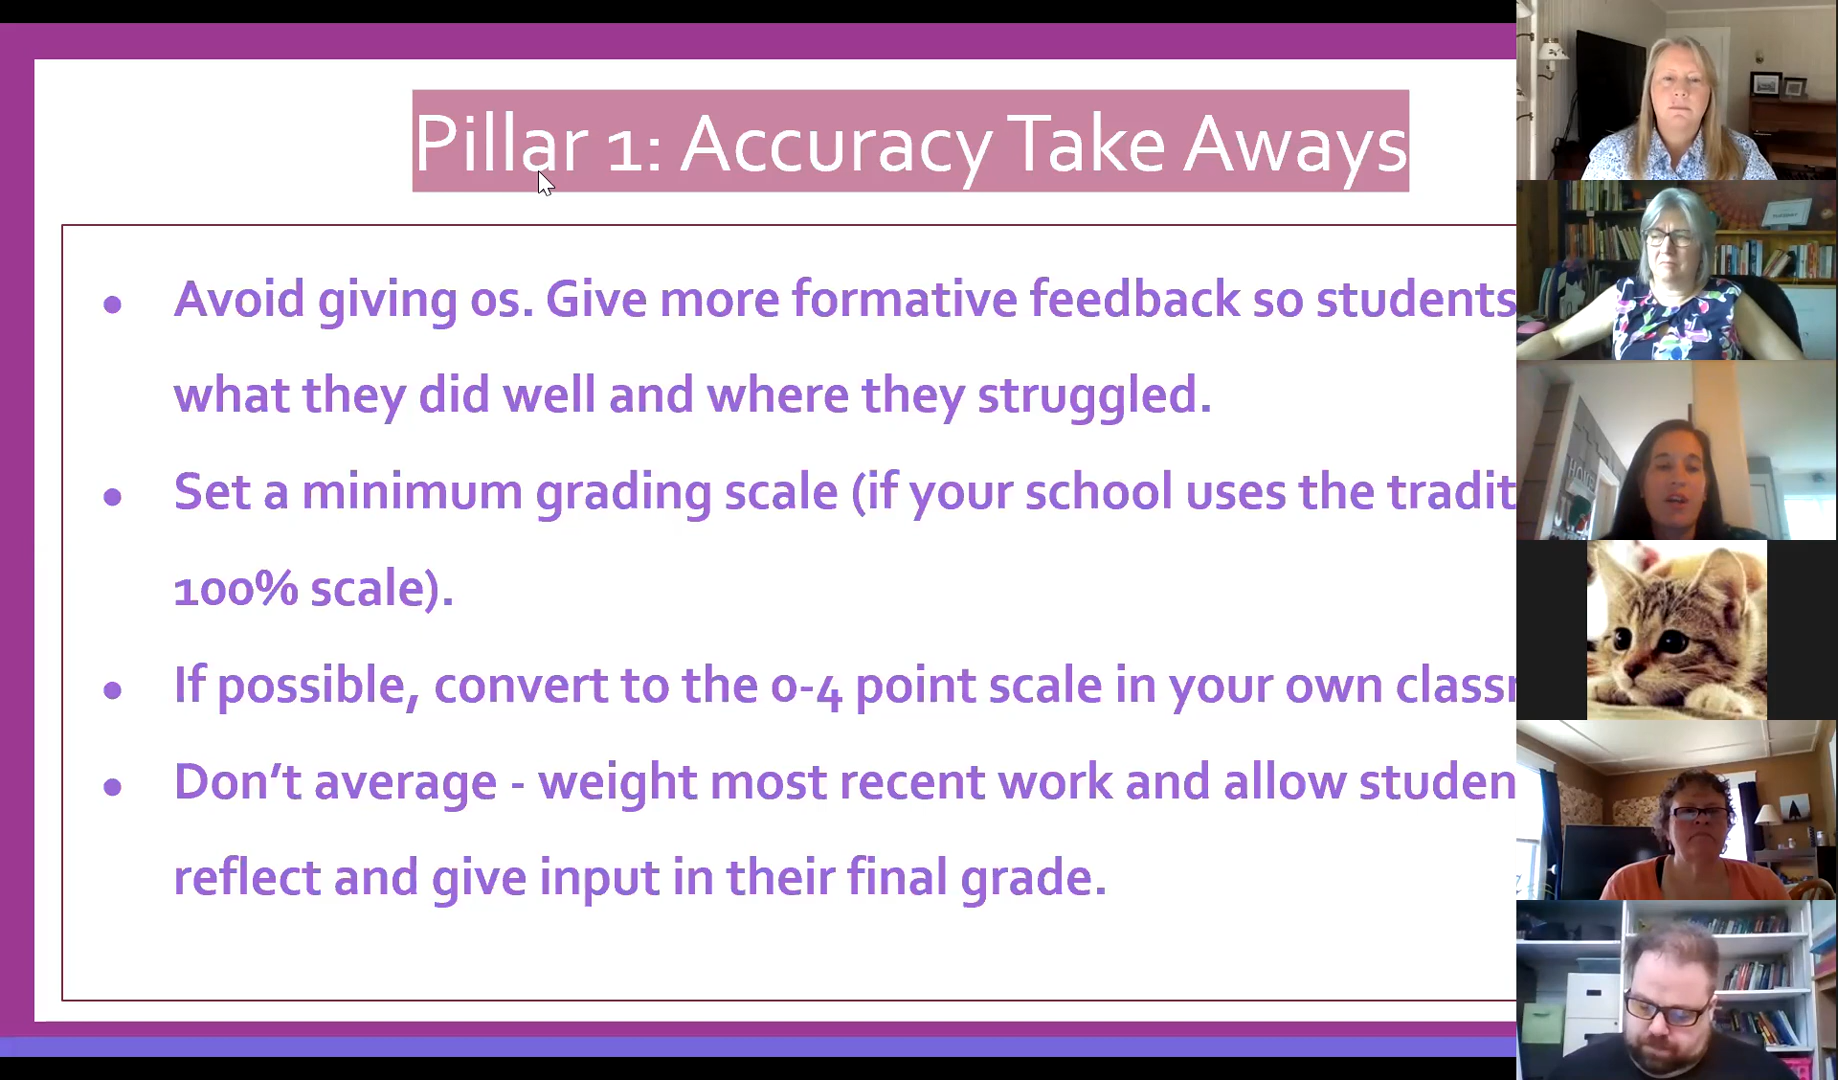 Pillar 1: Accuracy Take Aways
• Avoid giving 0s. Give more formative feedback so students
what they did well and where they struggled.
• Set a minimum grading scale (if your school uses the tradit
100% scale).
• If possible, convert to the 0-4 point scale in your own class
• Don’t average - weight most recent work and allow studen
reflect and give input in their final grade.